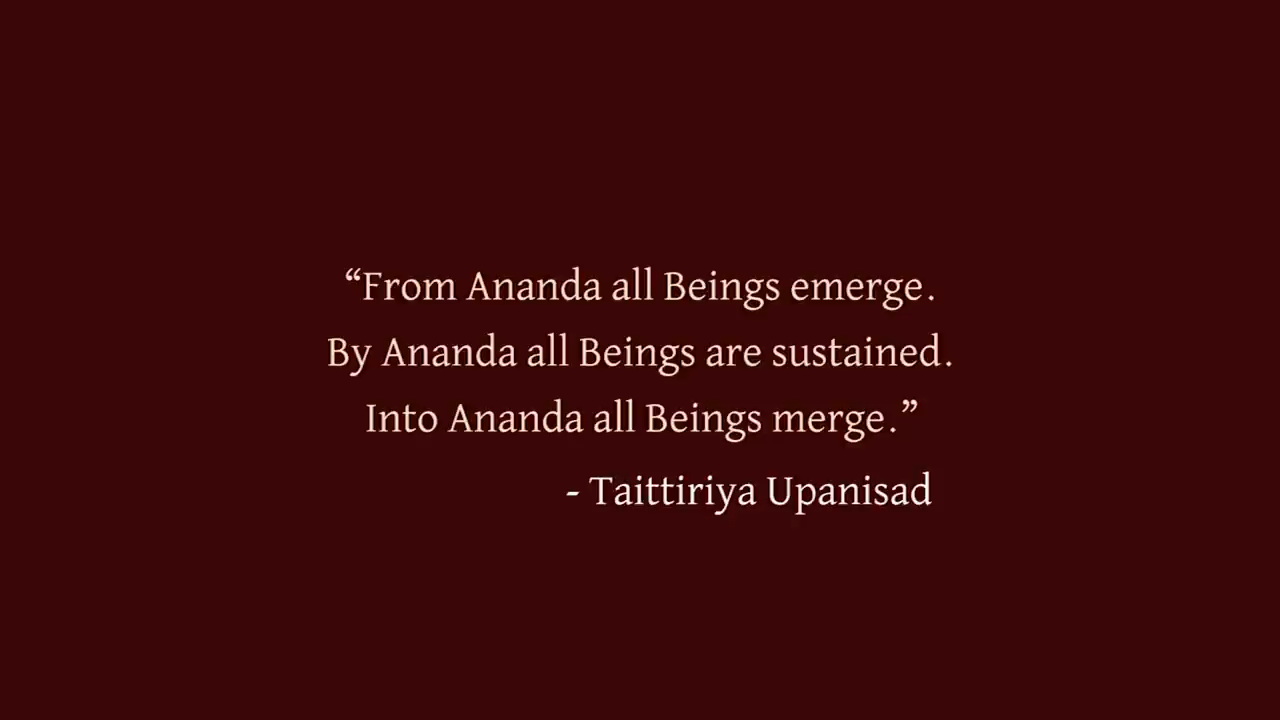 “From Ananda all Beings emerge.
By Ananda all Beings are sustained.
Into Ananda all Beings merge.”
- Taittiriya Upanisad